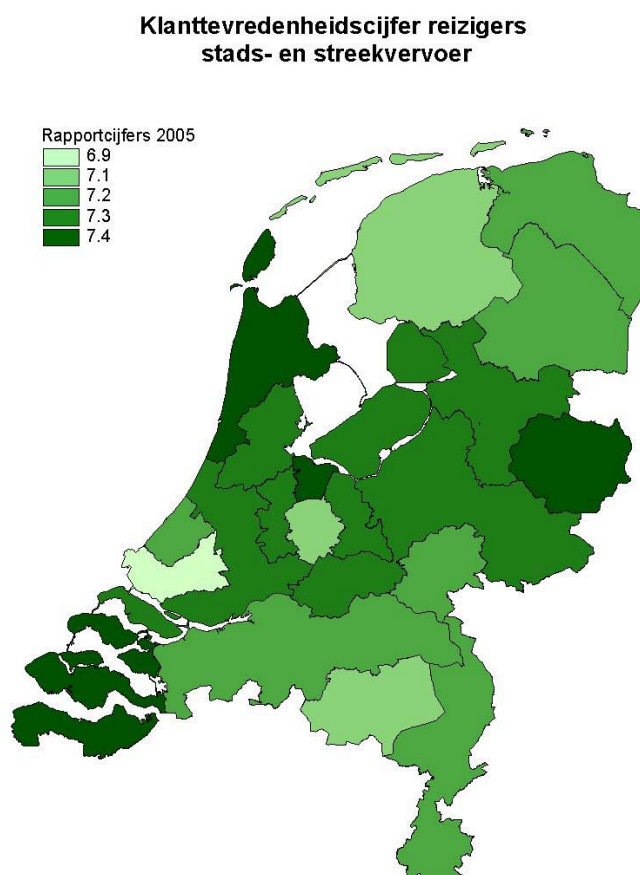 Klanttevredenheidscijfer reizigers
stads- en streekvervoer
Rapportcijfers 2005
6.9
7.1
7.2
7.3
7.4